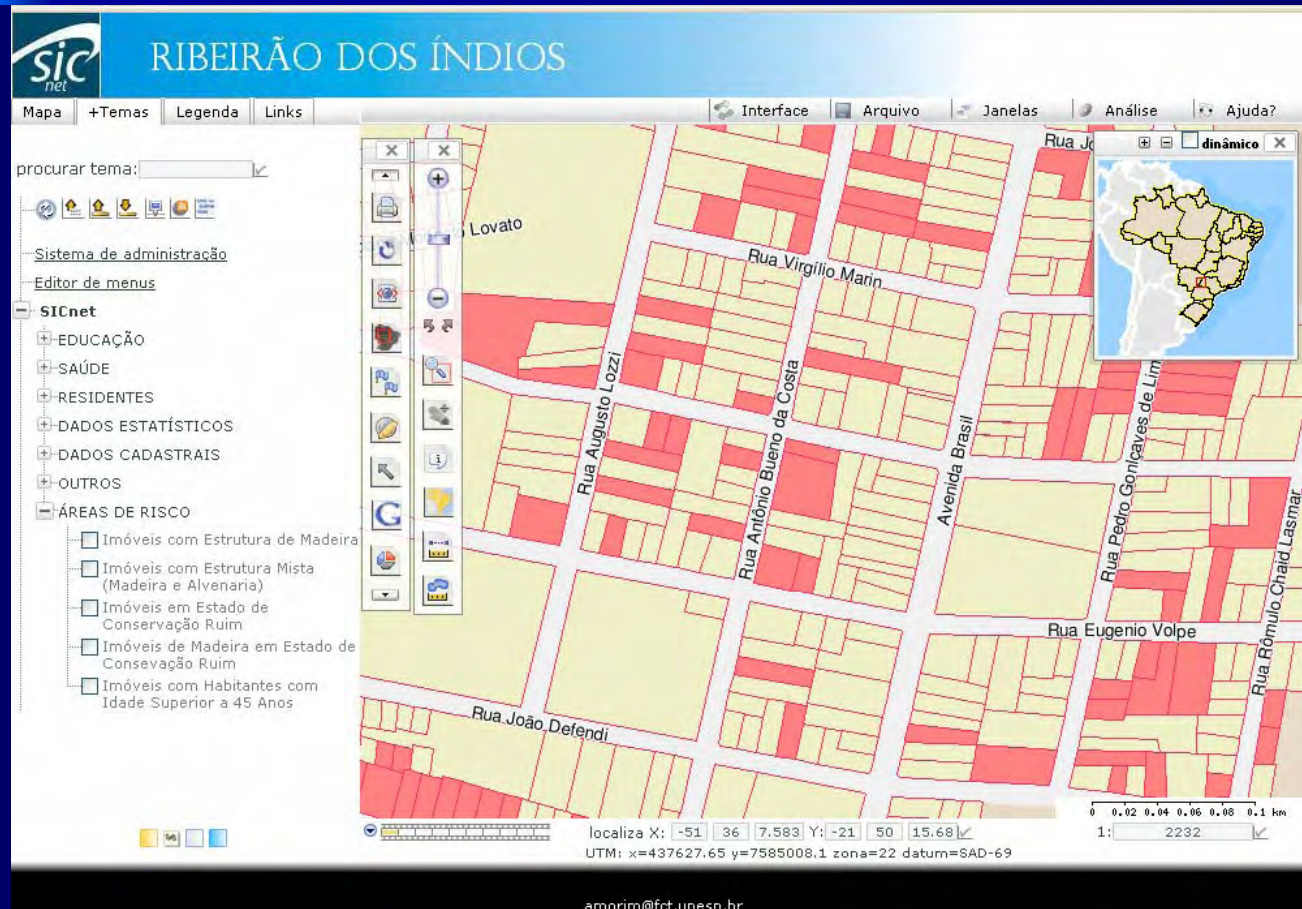 sic
net
RIBEIRÃO DOS ÍNDIOS
Mapa
+Temas
Legenda
Links
Interface
Arquivo
Janelas
Análise
Ajuda?
procurar tema:
Sistema de administração
Editor de menus
SICnet
EDUCAÇÃO
SAÚDE
RESIDENTES
DADOS ESTATÍSTICOS
DADOS CADASTRAIS
OUTROS
ÁREAS DE RISCO
Imóveis com Estrutura de Madeira
Imóveis com Estrutura Mista
(Madeira e Alvenaria)
Imóveis em Estado de
Conservação Ruim
Imóveis de Madeira em Estado de
Consevação Ruim
Imóveis com Habitantes com
Idade Superior a 45 Anos
G
dinâmico
Lovato
Rua Virgílio Marin
Rua Augusto Lozzi
Rua Antônio Bueno da Costa
Avenida Brasil
Rua Pedro Gonlçaves de Lim
Rua Rômulo Chaid Lasmar
Rua Eugenio Volpe
Rua João Defendi
0 0.02 0.04 0.06 0.08 0.1 km
localiza X: -51 36 7.583 Y: -21 50 15.68
1: 2232
UTM: x=437627.65 y=7585008.1 zona=22 datum=SAD-69
amorim@fct.unesp.br